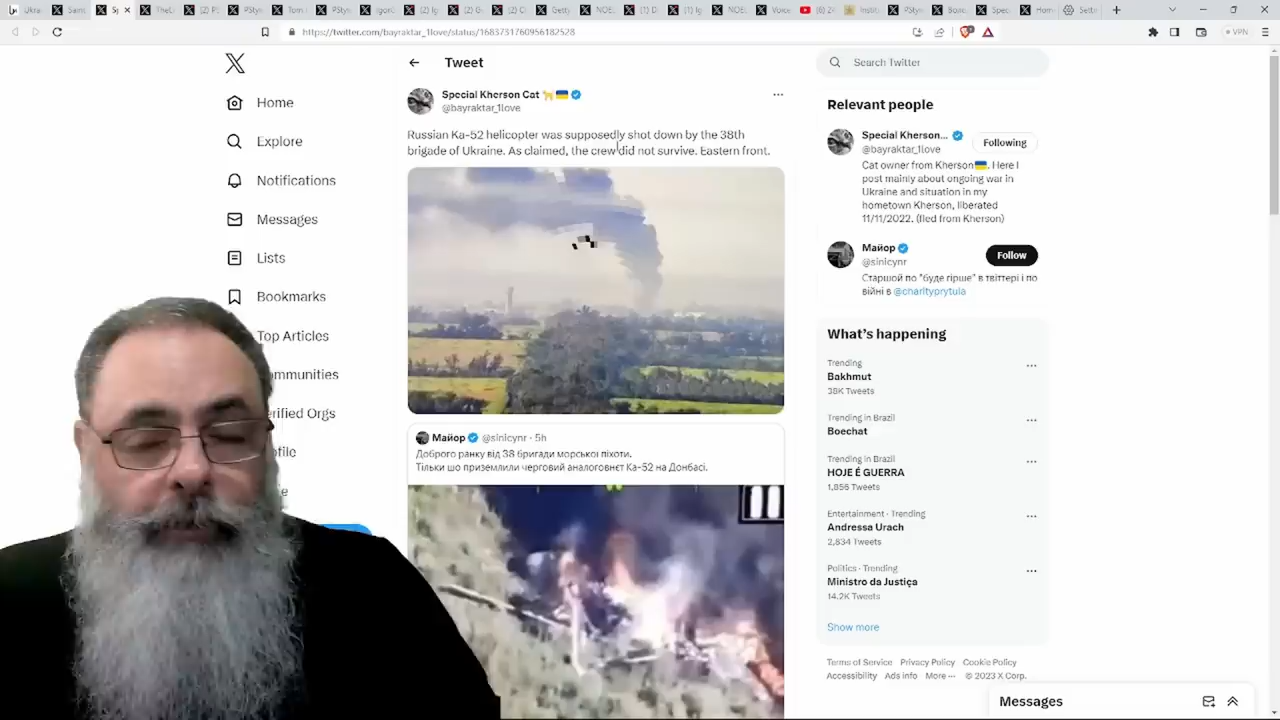 https://twitter.com/bayraktar_1love/status/1683731760956182528
VPN
Home
Explore
Notifications
Messages
Lists
Bookmarks
Top Articles
ommunities
erified Orgs
ofile
e
Tweet
Special Kherson Cat
@bayraktar_1love
Russian Ka-52 helicopter was supposedly shot down by the 38th
brigade of Ukraine. As claimed, the crew did not survive. Eastern front.
Майор @sinicynr · 5h
Доброго ранку від 38 бригади морської піхоти.
Тільки шо приземлили черговий аналоговнєт Ка-52 на Донбасі.
Search Twitter
Relevant people
Special Kherson...
Following
@bayraktar_1love
Cat owner from Kherson. Here I
post mainly about ongoing war in
Ukraine and situation in my
hometown Kherson, liberated
11/11/2022. (fled from Kherson)
Майор
Follow
@sinicynr
Старшой по "буде гірше" в твіттері і по
війні в @charityprytula
What's happening
Trending
Bakhmut
38K Tweets
Trending in Brazil
Boechat
Trending in Brazil
HOJE É GUERRA
1,856 Tweets
Entertainment · Trending
Andressa Urach
2,834 Tweets
Politics · Trending
Ministro da Justiça
14.2K Tweets
Show more
Terms of Service Privacy Policy Cookie Policy
Accessibility Ads info More ··· © 2023 X Corp.
Messages